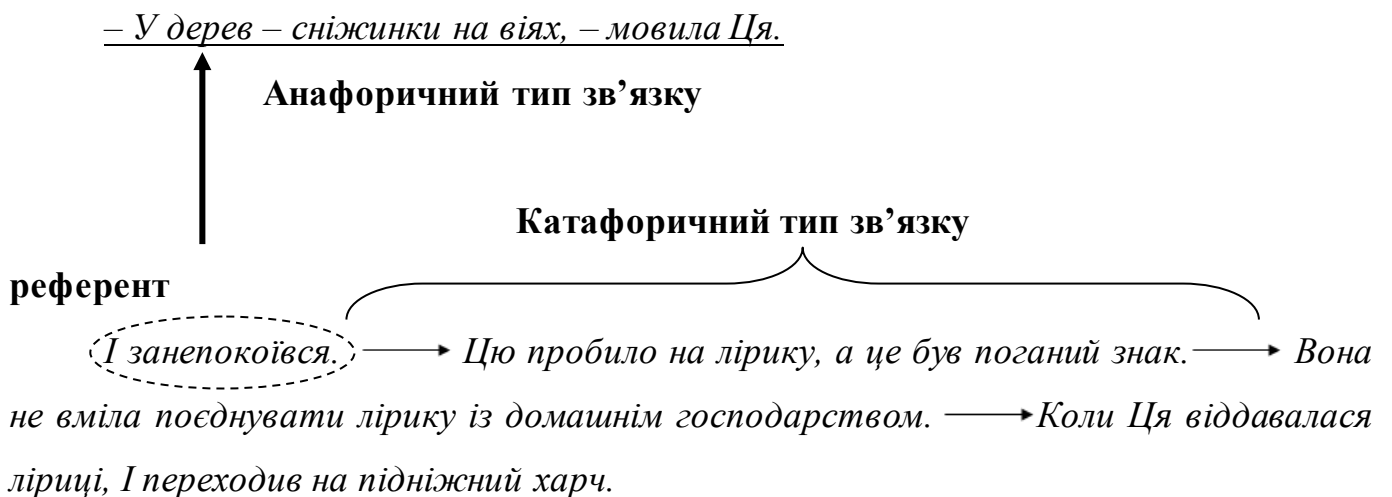 – У дерев – сніжинки на віях, – мовила Ця.
Анафоричний тип зв’язку
Катафоричний тип зв’язку
референт
І занепокоївся. Цю пробило на лірику, а це був поганий знак. Вона
не вміла поєднувати лірику із домашнім господарством. Коли Ця віддавалася
ліриці, І переходив на підніжний харч.